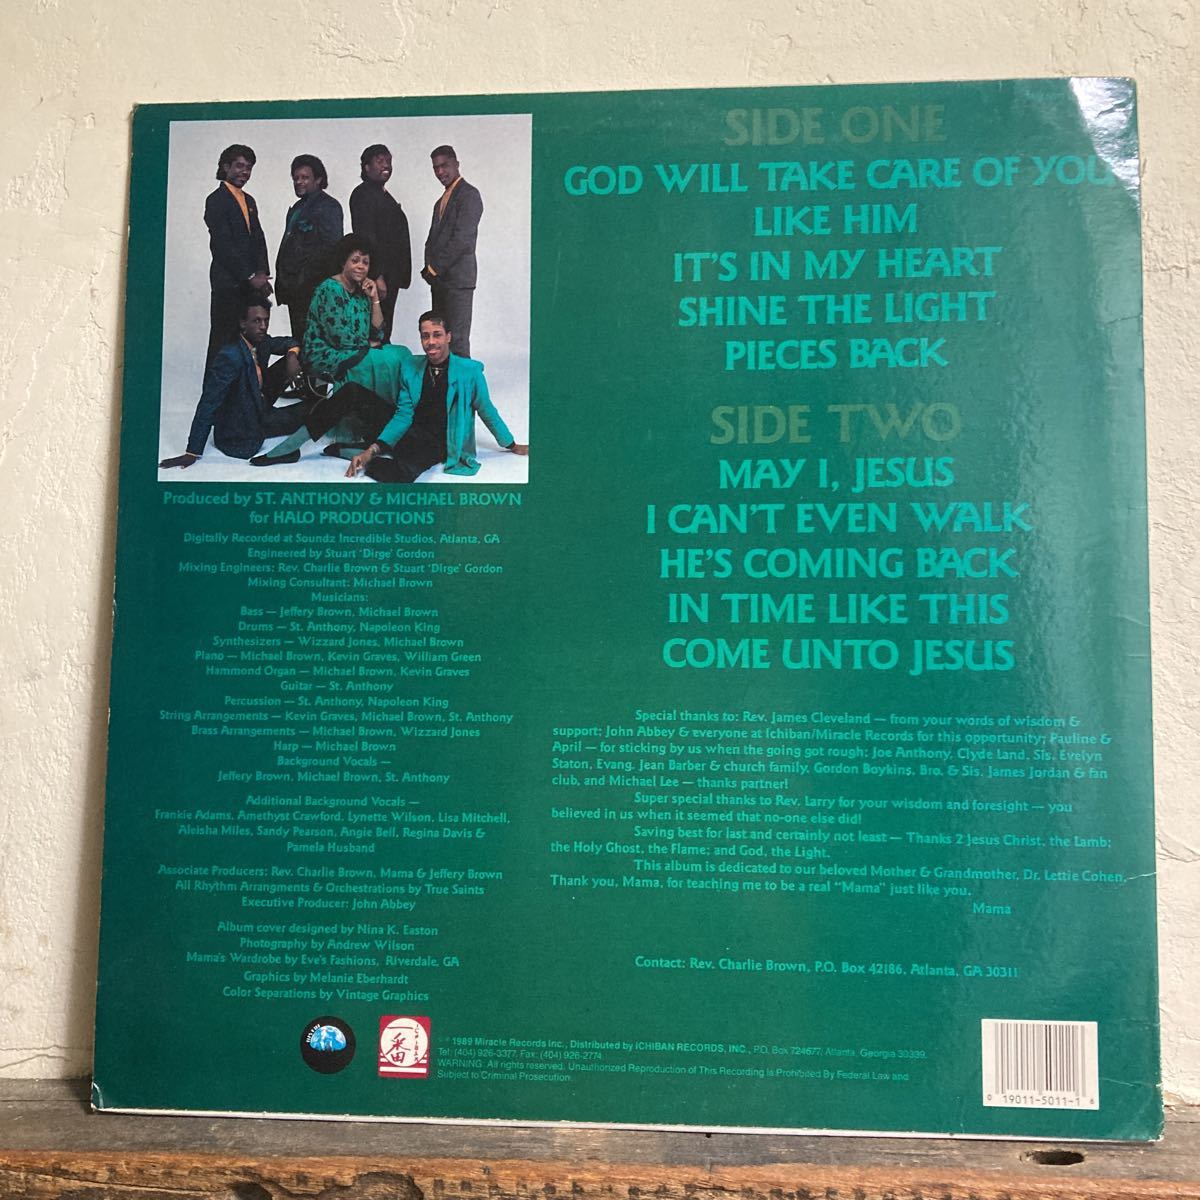 Produced by ST. ANTHONY & MICHAEL BROWN
for HALO PRODUCTIONS
Digitally Recorded at Soundz Incredible Studios, Atlanta, GA
Engineered by Stuart 'Dirge' Gordon
Mixing Engineers: Rev. Charlie Brown & Stuart 'Dirge' Gordon
Mixing Consultant: Michael Brown
Musicians:
Bass — Jeffery Brown, Michael Brown
Drums — St. Anthony, Napoleon King
Synthesizers — Wizzard Jones, Michael Brown
Piano — Michael Brown, Kevin Graves, William Green
Hammond Organ — Michael Brown, Kevin Graves
Guitar — St. Anthony
Percussion — St. Anthony, Napoleon King
String Arrangements — Kevin Graves, Michael Brown, St. Anthony
Brass Arrangements — Michael Brown, Wizzard Jones
Harp — Michael Brown
Background Vocals —
Jeffery Brown, Michael Brown, St. Anthony
Additional Background Vocals —
Frankie Adams, Amethyst Crawford, Lynette Wilson, Lisa Mitchell,
Aleisha Miles, Sandy Pearson, Angie Bell, Regina Davis &
Pamela Husband
Associate Producers: Rev. Charlie Brown, Mama & Jeffery Brown
All Rhythm Arrangments & Orchestrations by True Saints
Executive Producer: John Abbey
Album cover designed by Nina K. Easton
Photography by Andrew Wilson
Mama's Wardrobe by Eve's Fashions, Riverdale, GA
Graphics by Melanie Eberhardt
Color Separations by Vintage Graphics
SIDE ONE
GOD WILL TAKE CARE OF YOU
LIKE HIM
IT'S IN MY HEART
SHINE THE LIGHT
PIECES BACK
SIDE TWO
MAY I, JESUS
I CAN'T EVEN WALK
HE'S COMING BACK
IN TIME LIKE THIS
COME UNTO JESUS
Special thanks to: Rev. James Cleveland — from your words of wisdom &
support; John Abbey & everyone at Ichiban/Miracle Records for this opportunity; Pauline &
April — for sticking by us when the going got rough; Joe Anthony, Clyde Land, Sis. Evelyn
Staton, Evang. Jean Barber & church family, Gordon Boykins, Bro. & Sis. James Jordan & fan
club, and Michael Lee — thanks partner!
Super special thanks to Rev. Larry for your wisdom and foresight — you
believed in us when it seemed that no-one else did!
Saving best for last and certainly not least — Thanks 2 Jesus Christ, the Lamb;
the Holy Ghost, the Flame; and God, the Light.
This album is dedicated to our beloved Mother & Grandmother, Dr. Lettie Cohen,
Thank you, Mama, for teaching me to be a real "Mama" just like you.
Mama
Contact: Rev. Charlie Brown, P.O. Box 42186, Atlanta, GA 30311
一番
ICHIBAN
1989 Miracle Records Inc., Distributed by ICHIBAN RECORDS, INC., P.O. Box 724677, Atlanta, Georgia 30339.
Tel: (404) 926-3377, Fax: (404) 926-2774
WARNING: All rights reserved. Unauthorized Reproduction of This Recording is Prohibited By Federal Law and
Subject to Criminal Prosecution.
0 19011-5011-1 6